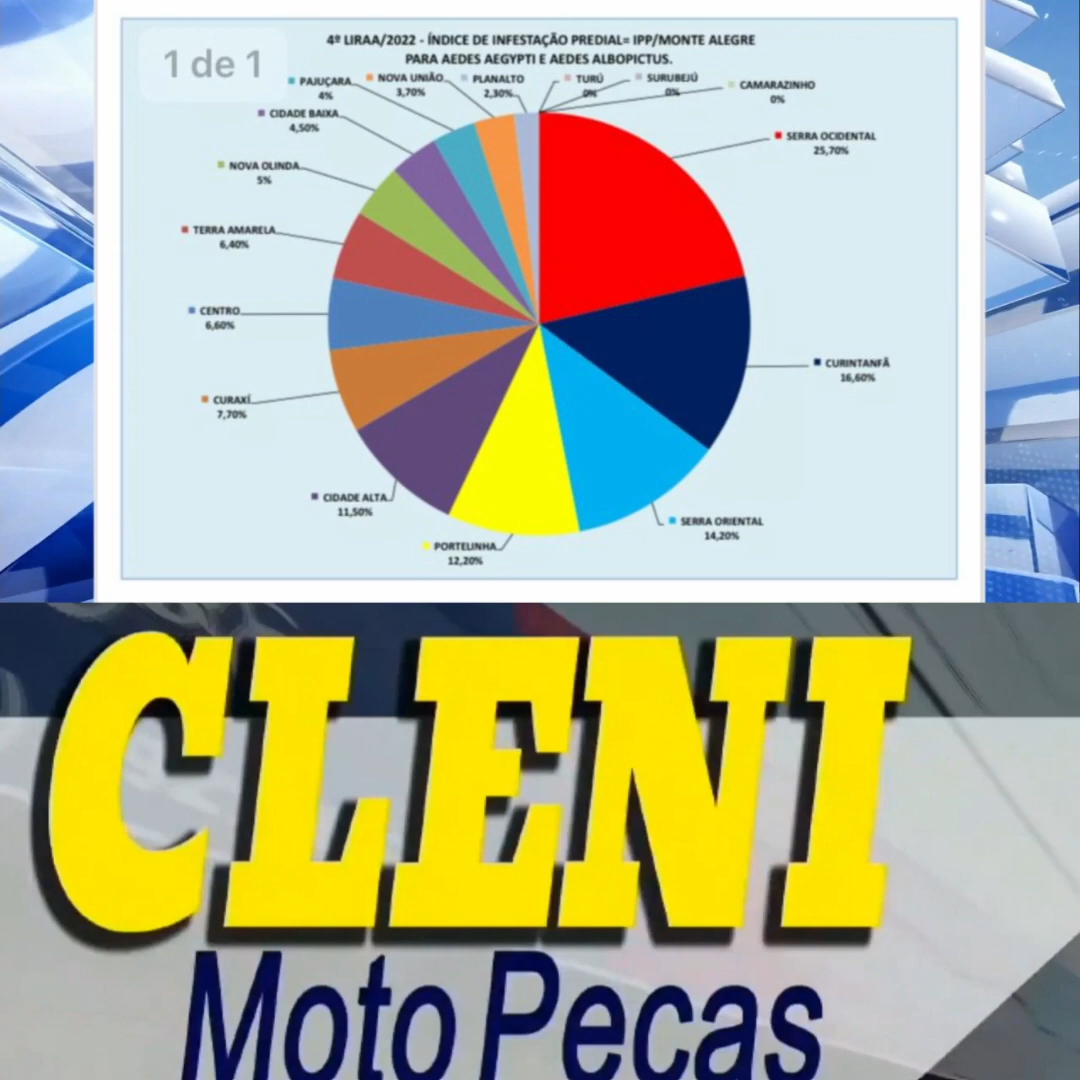 1 de 1
4º LIRAA/2022 - ÍNDICE DE INFESTAÇÃO PREDIAL= IPP/MONTE ALEGRE
PARA AEDES AEGYPTI E AEDES ALBOPICTUS.
PAJUÇARA
4%
NOVA UNIÃO
3,70%
PLANALTO
2,30%
TURÚ
0%
SURUBEJÚ
0%
CAMARAZINHO
0%
CIDADE BAIXA
4,50%
SERRA OCIDENTAL
25,70%
NOVA OLINDA
5%
TERRA AMARELA
6,40%
CENTRO
6,60%
CURINTANFÃ
16,60%
CURAXÍ
7,70%
CIDADE ALTA
11,50%
SERRA ORIENTAL
14,20%
PORTELINHA
12,20%
CLENI
Moto Pecas